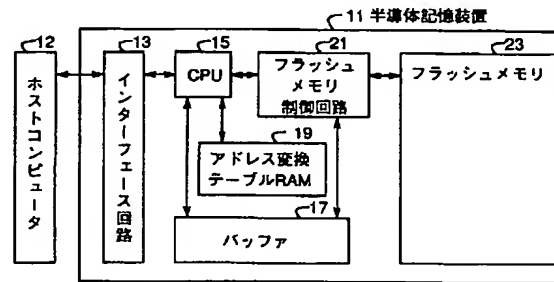 11 半導体記憶装置
12
13
15
21
23
ホストコンピュータ
インターフェース回路
CPU
フラッシュ
メモリ
制御回路
フラッシュメモリ
19
アドレス変換
テーブルRAM
17
バッファ